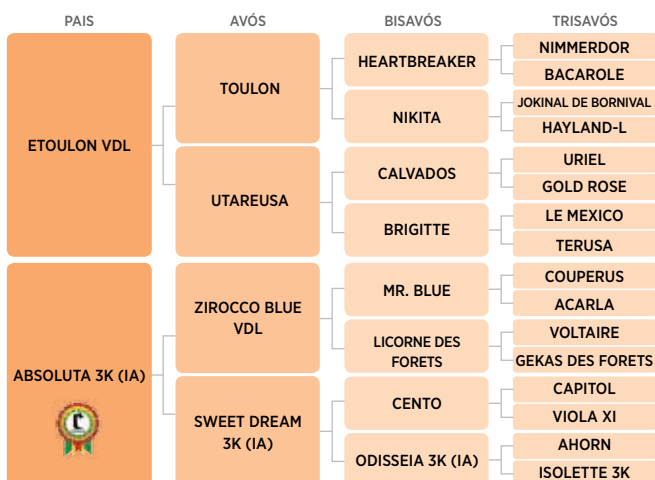 PAIS
AVÓS
BISAVÓS
TRISAVÓS
ETOULON VDL
TOULON
HEARTBREAKER
NIMMERDOR
BACAROLE
NIKITA
JOKINAL DE BORNIVAL
HAYLAND-L
UTAREUSA
CALVADOS
URIEL
GOLD ROSE
BRIGITTE
LE MEXICO
TERUSA
ABSOLUTA 3K (IA)
ZIROCCO BLUE
VDL
MR. BLUE
COUPERUS
ACARLA
LICORNE DES
FORETS
VOLTAIRE
GEKAS DES FORETS
SWEET DREAM
3K (IA)
CENTO
CAPITOL
VIOLA XI
ODISSEIA 3K (IA)
AHORN
ISOLETTE 3K